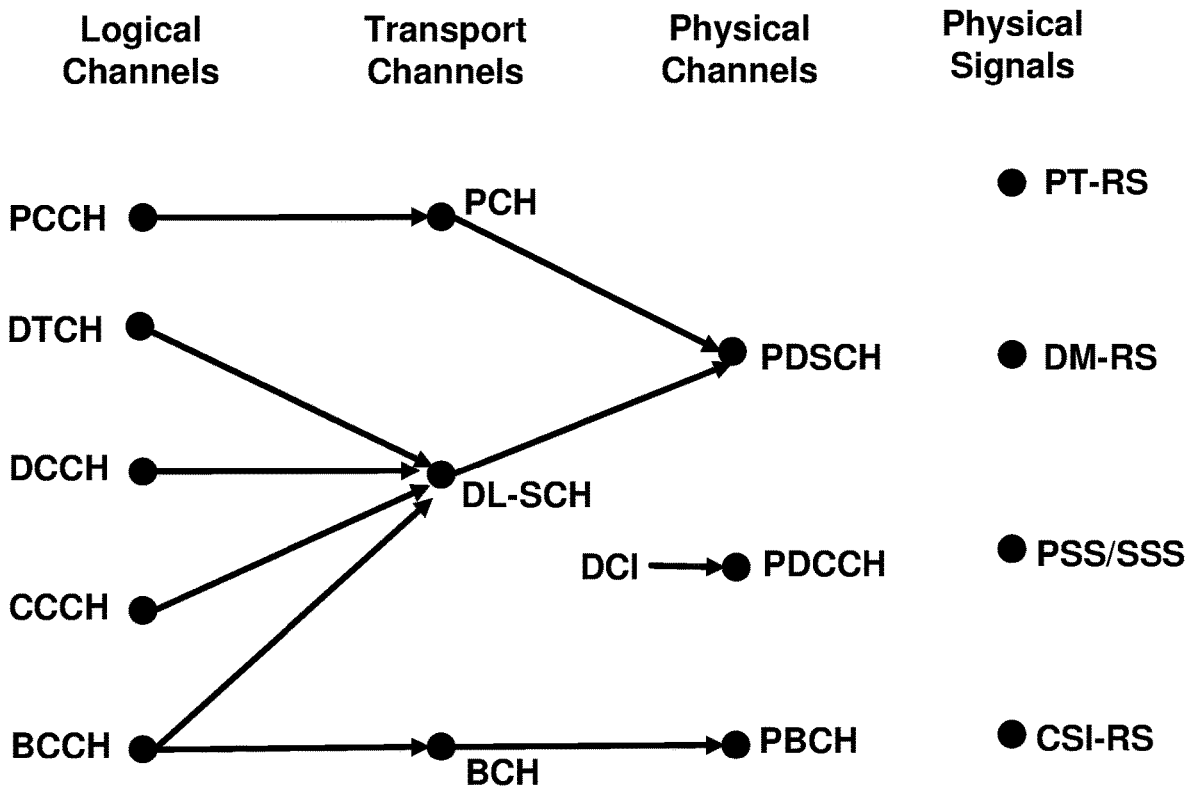 Logical
Channels
Transport
Channels
Physical
Channels
Physical
Signals
PCCH
PCH
PT-RS
DTCH
PDSCH
DM-RS
DCCH
DL-SCH
DCI
PDCCH
PSS/SSS
CCCH
BCCH
BCH
PBCH
CSI-RS